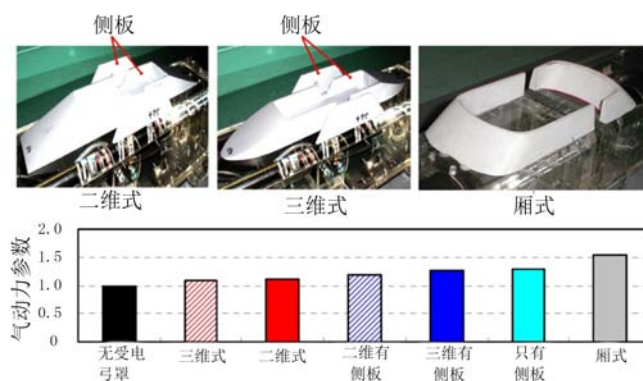 侧板
侧板
二维式
三维式
厢式
气动力参数
2.0
1.5
1.0
0.5
0
无受电
弓罩
三维式
二维式
二维有
侧板
三维有
侧板
只有
侧板
厢式